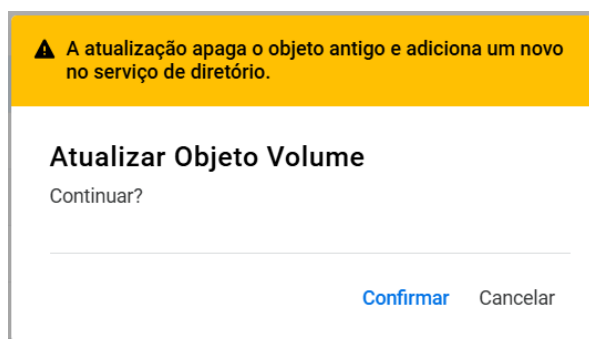 A atualização apaga o objeto antigo e adiciona um novo
no serviço de diretório.
Atualizar Objeto Volume
Continuar?
Confirmar Cancelar